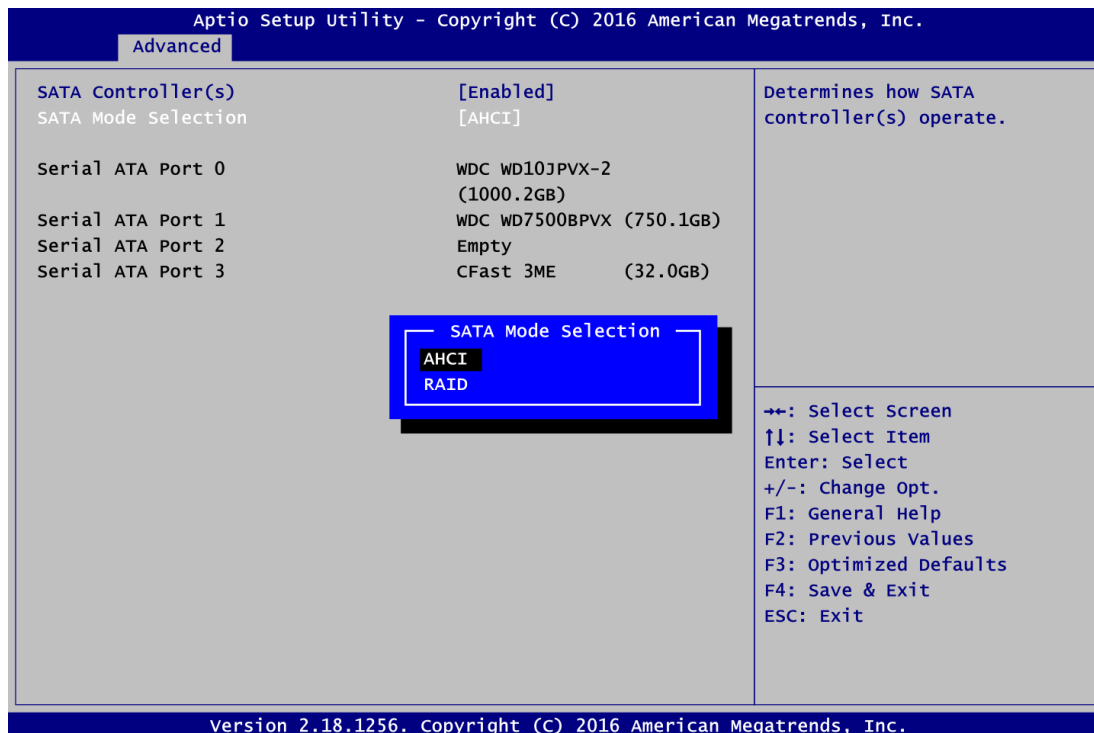 Aptio Setup Utility – Copyright (C) 2016 American Megatrends, Inc.
Advanced
SATA Controller(s) [Enabled]
SATA Mode Selection [AHCI]
Serial ATA Port 0 WDC WD10JPVX-2
(1000.2GB)
Serial ATA Port 1 WDC WD7500BPVX (750.1GB)
Serial ATA Port 2 Empty
Serial ATA Port 3 CFast 3ME (32.0GB)
SATA Mode Selection
AHCI
RAID
Determines how SATA
controller(s) operate.
→←: Select Screen
↑↓: Select Item
Enter: Select
+/-: Change Opt.
F1: General Help
F2: Previous Values
F3: Optimized Defaults
F4: Save & Exit
ESC: Exit
Version 2.18.1256. Copyright (C) 2016 American Megatrends, Inc.